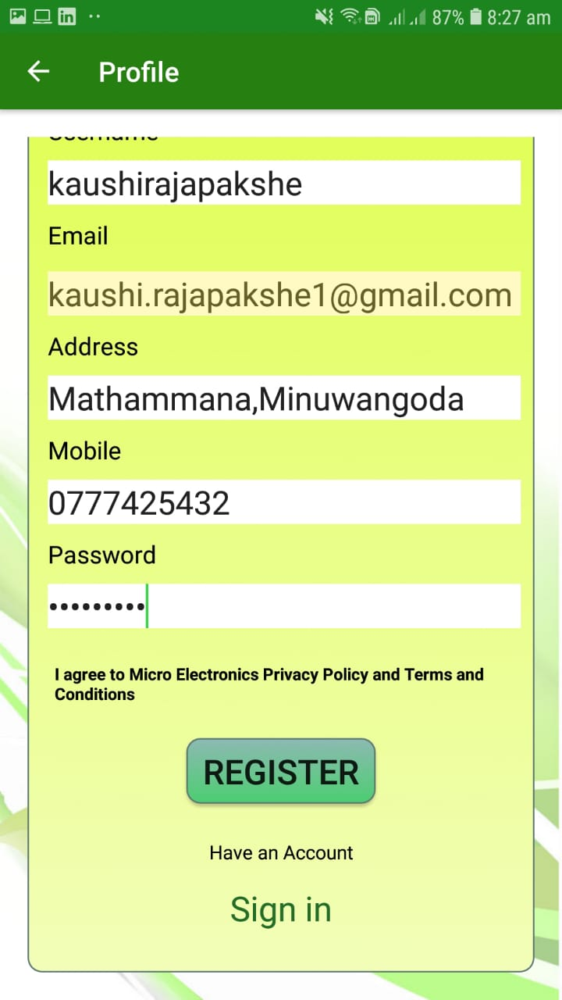 87% 8:27 am
Profile
Username
kaushirajapakshe
Email
kaushi.rajapakshe1@gmail.com
Address
Mathammana,Minuwangoda
Mobile
0777425432
Password
•••••••••
I agree to Micro Electronics Privacy Policy and Terms and
Conditions
REGISTER
Have an Account
Sign in